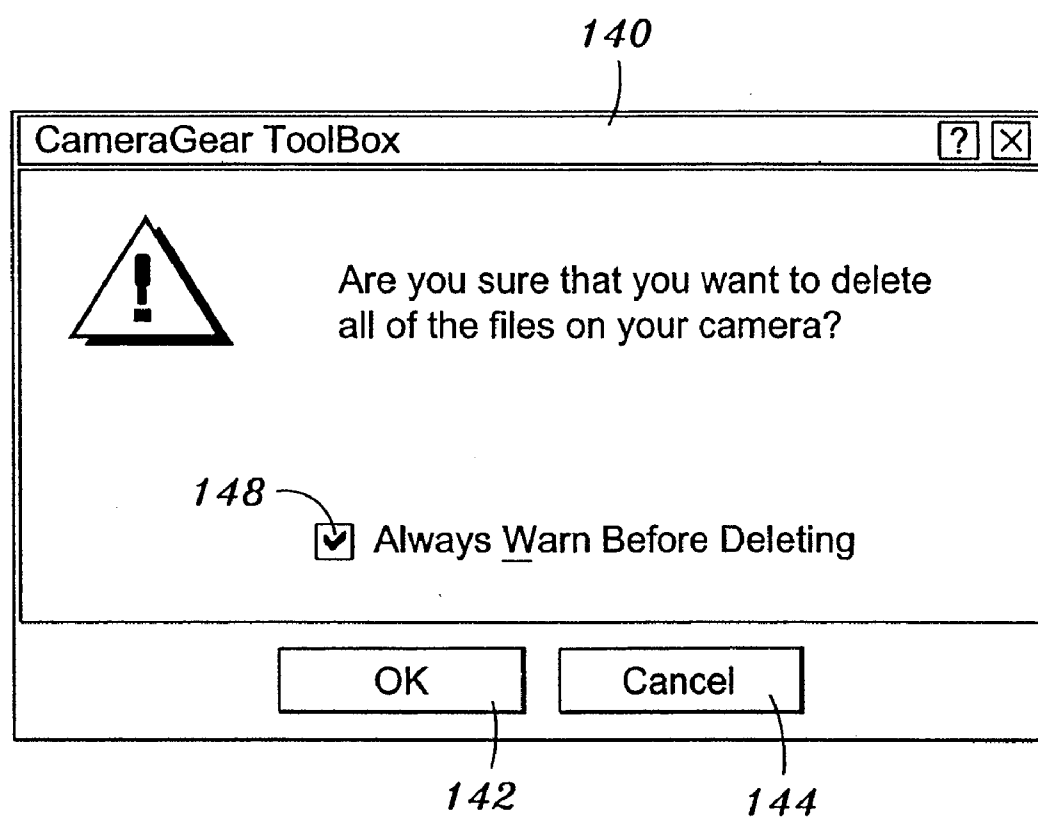 140
CameraGear ToolBox ? X
!
Are you sure that you want to delete
all of the files on your camera?
148
Always Warn Before Deleting
OK Cancel
142 144